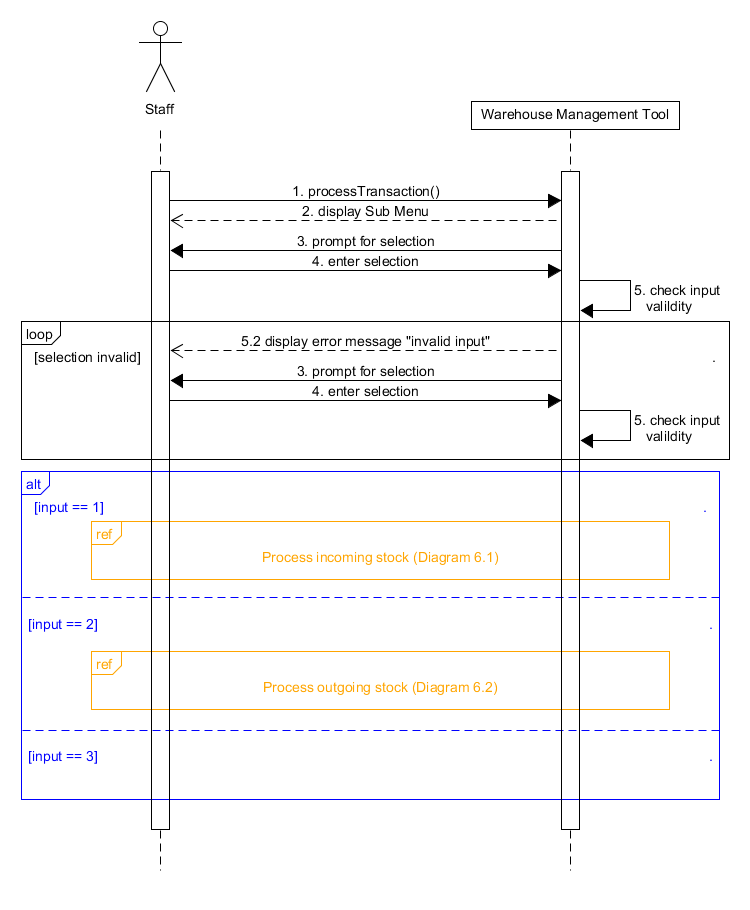 Staff
Warehouse Management Tool
1. processTransaction()
2. display Sub Menu
3. prompt for selection
4. enter selection
5. check input
valildity
loop
[selection invalid]
5.2 display error message "invalid input"
.
3. prompt for selection
4. enter selection
5. check input
valildity
alt
[input == 1]
.
ref
Process incoming stock (Diagram 6.1)
[input == 2]
.
ref
Process outgoing stock (Diagram 6.2)
[input == 3]
.